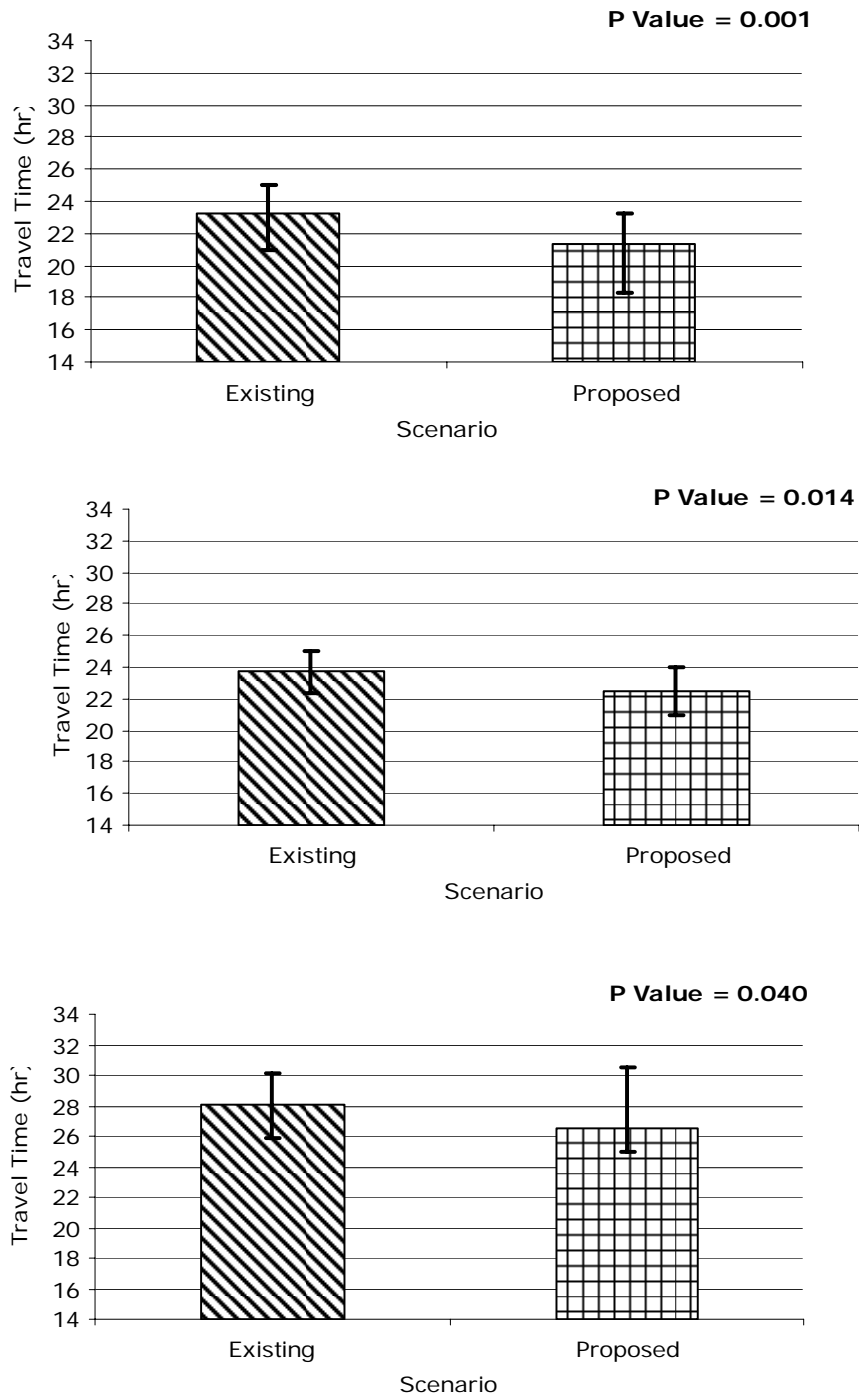 P Value = 0.001
34
32
30
28
26
24
22
20
18
16
14
Travel Time (hr)
Existing Proposed
Scenario
P Value = 0.014
34
32
30
28
26
24
22
20
18
16
14
Travel Time (hr)
Existing Proposed
Scenario
P Value = 0.040
34
32
30
28
26
24
22
20
18
16
14
Travel Time (hr)
Existing Proposed
Scenario